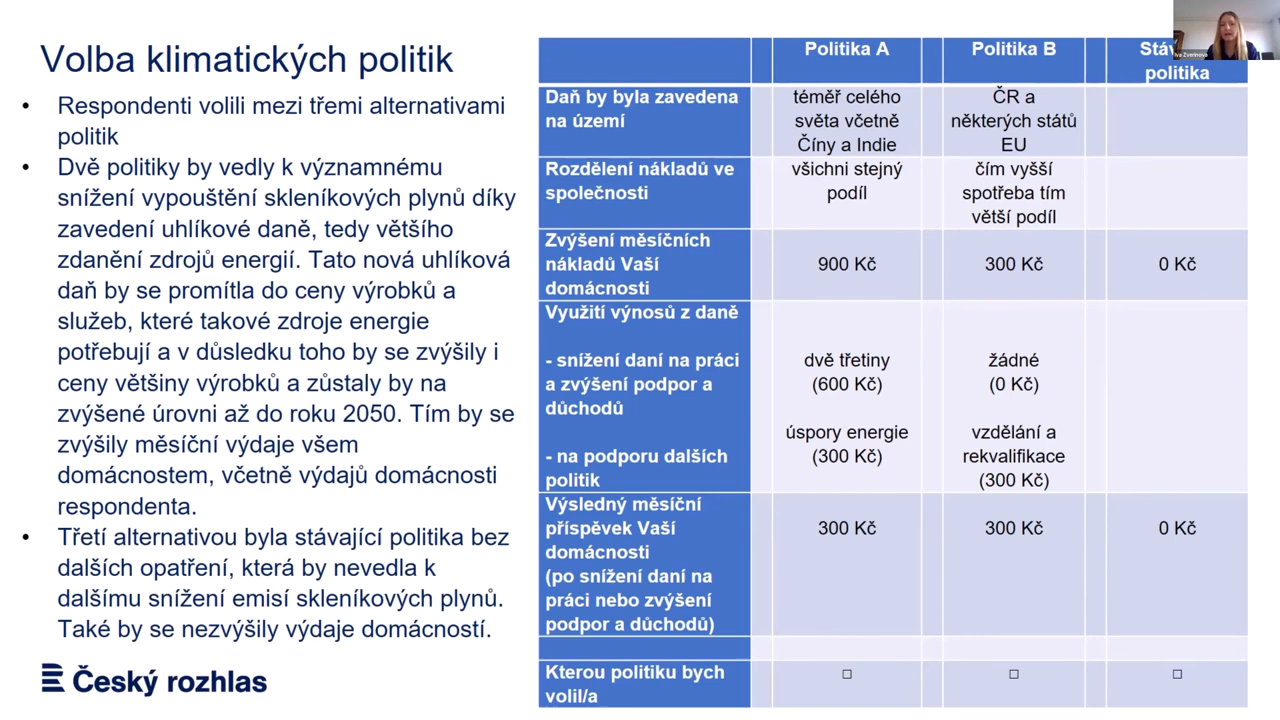 Volba klimatických politik
• Respondenti volili mezi třemi alternativami
politik
• Dvě politiky by vedly k významnému
snížení vypouštění skleníkových plynů díky
zavedení uhlíkové daně, tedy většího
zdanění zdrojů energií. Tato nová uhlíková
daň by se promítla do ceny výrobků a
služeb, které takové zdroje energie
potřebují a v důsledku toho by se zvýšily i
ceny většiny výrobků a zůstaly by na
zvýšené úrovni až do roku 2050. Tím by se
zvýšily měsíční výdaje všem
domácnostem, včetně výdajů domácnosti
respondenta.
• Třetí alternativou byla stávající politika bez
dalších opatření, která by nevedla k
dalšímu snížení emisí skleníkových plynů.
Také by se nezvýšily výdaje domácností.
Český rozhlas
Politika A
Politika B
politika
Daň by byla zavedena
na území
téměř celého
světa včetně
Číny a Indie
ČR a
některých států
EU
Rozdělení nákladů ve
společnosti
všichni stejný
podíl
čím vyšší
spotřeba tím
větší podíl
Zvýšení měsíčních
nákladů Vaší
domácnosti
900 Kč
300 Kč
0 Kč
Využití výnosů z daně
- snížení daní na práci
a zvýšení podpor a
důchodů
dvě třetiny
(600 Kč)
žádné
(0 Kč)
- na podporu dalších
politik
úspory energie
(300 Kč)
vzdělání a
rekvalifikace
(300 Kč)
Výsledný měsíční
příspěvek Vaší
domácnosti
(po snížení daní na
práci nebo zvýšení
podpor a důchodů)
300 Kč
300 Kč
0 Kč
Kterou politiku bych
volil/a